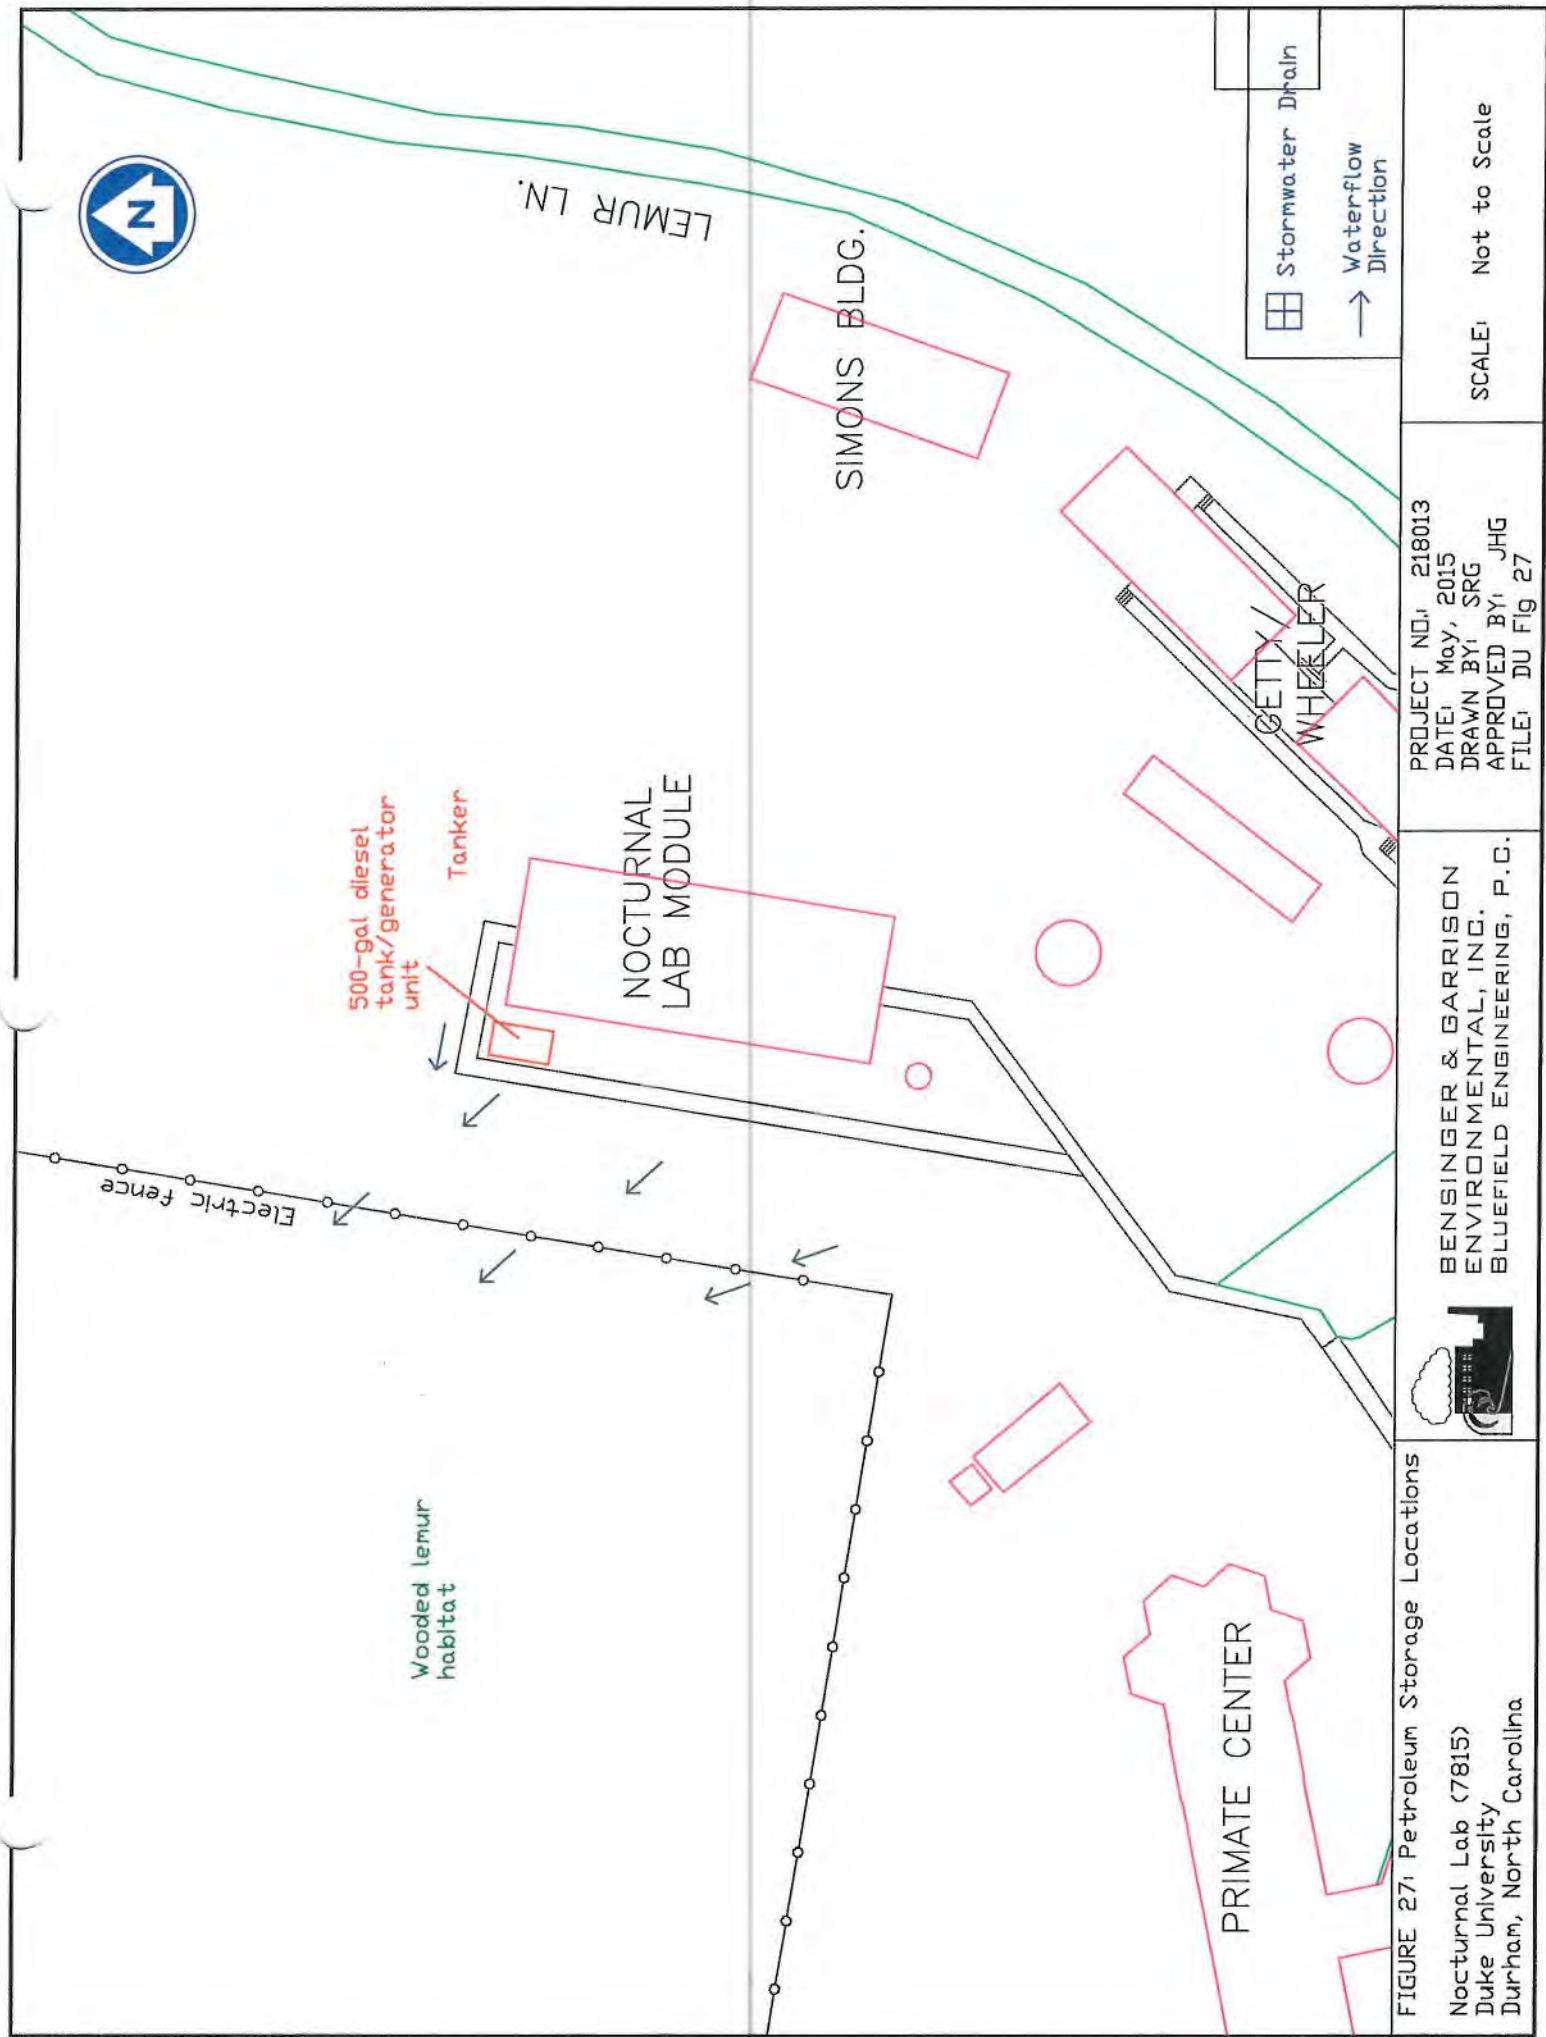 N
LEMUR LN.
SIMONS BLDG.
Stormwater Drain
Waterflow
Direction
500-gal diesel
tank/generator
unit
Tanker
NOCTURNAL
LAB MODULE
GETTY/
WHEELER
Electric fence
Wooded lemur
habitat
PRIMATE CENTER
FIGURE 27: Petroleum Storage Locations
Nocturnal Lab (7815)
Duke University
Durham, North Carolina
BENSINGER & GARRISON
ENVIRONMENTAL, INC.
BLUEFIELD ENGINEERING, P.C.
PROJECT NO.: 218013
DATE: May, 2015
DRAWN BY: SRG
APPROVED BY: JHG
FILE: DU Fig 27
SCALE: Not to Scale